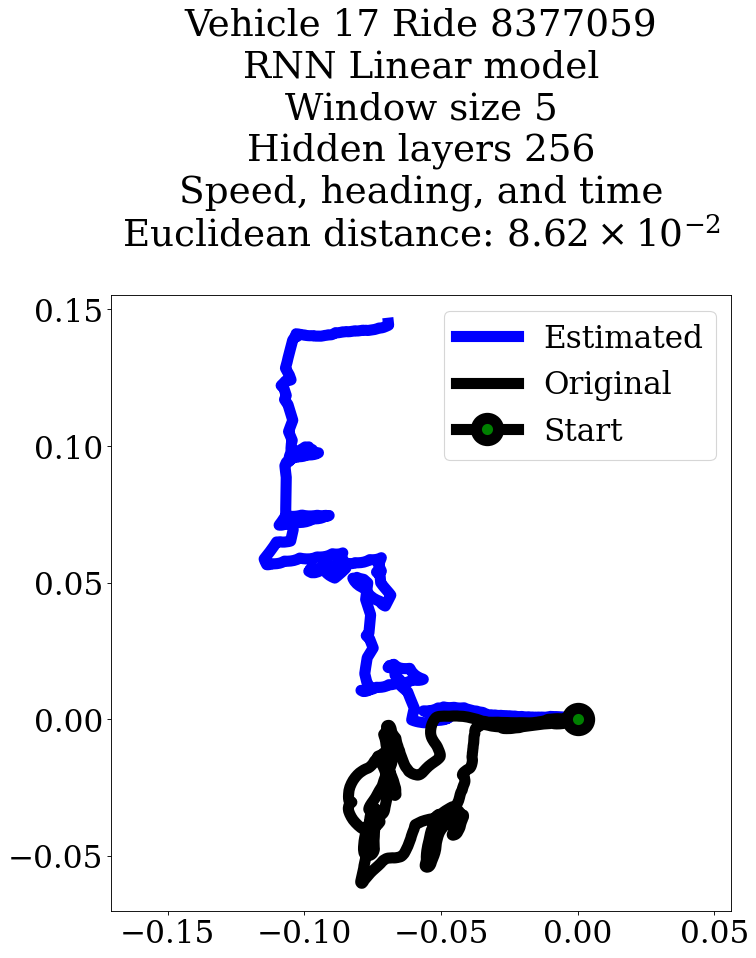 Vehicle 17 Ride 8377059
RNN Linear model
Window size 5
Hidden layers 256
Speed, heading, and time
Euclidean distance: 8.62 × 10⁻²
Estimated
Original
Start
0.15
0.10
0.05
0.00
−0.05
−0.15 −0.10 −0.05 0.00 0.05